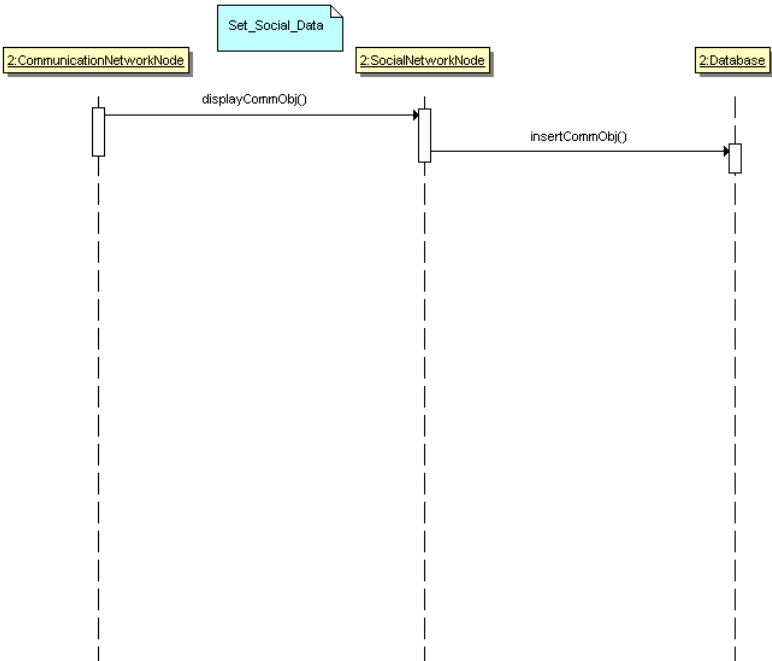 Set_Social_Data
2:CommunicationNetworkNode
2:SocialNetworkNode
2:Database
displayCommObj()
insertCommObj()